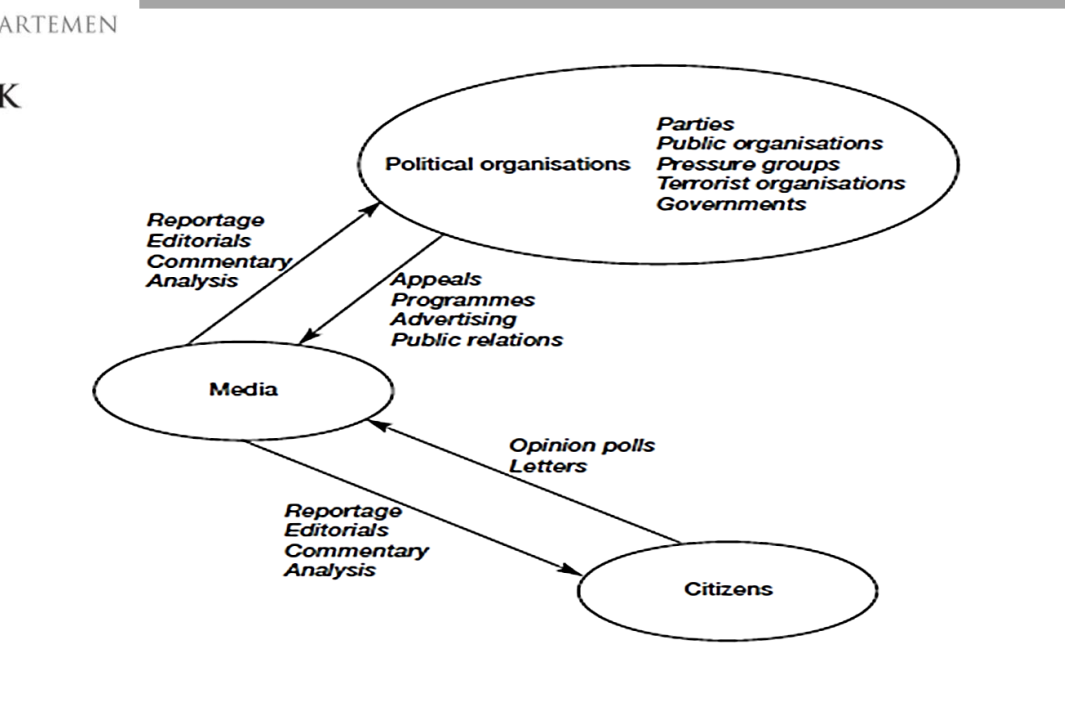 ARTEMEN
K
Political organisations
Parties
Public organisations
Pressure groups
Terrorist organisations
Governments
Reportage
Editorials
Commentary
Analysis
Appeals
Programmes
Advertising
Public relations
Media
Opinion polls
Letters
Reportage
Editorials
Commentary
Analysis
Citizens